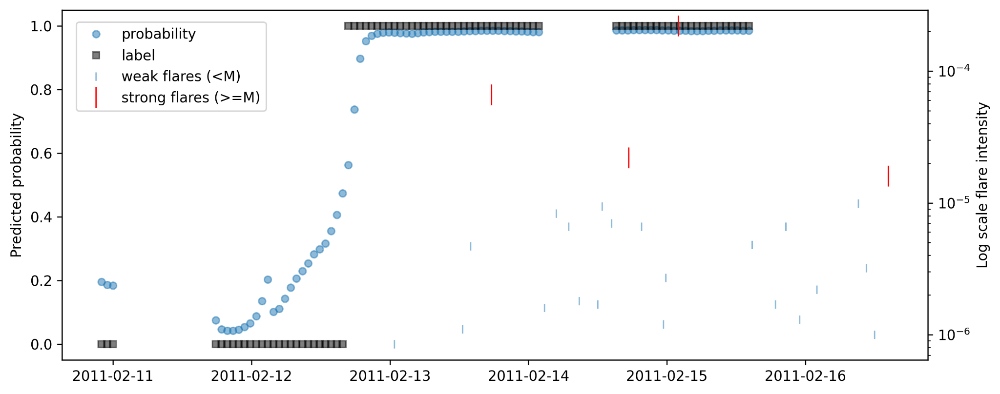 probability
label
weak flares (<M)
strong flares (>=M)
Predicted probability
1.0
0.8
0.6
0.4
0.2
0.0
Log scale flare intensity
10⁻⁴
10⁻⁵
10⁻⁶
2011-02-11 2011-02-12 2011-02-13 2011-02-14 2011-02-15 2011-02-16